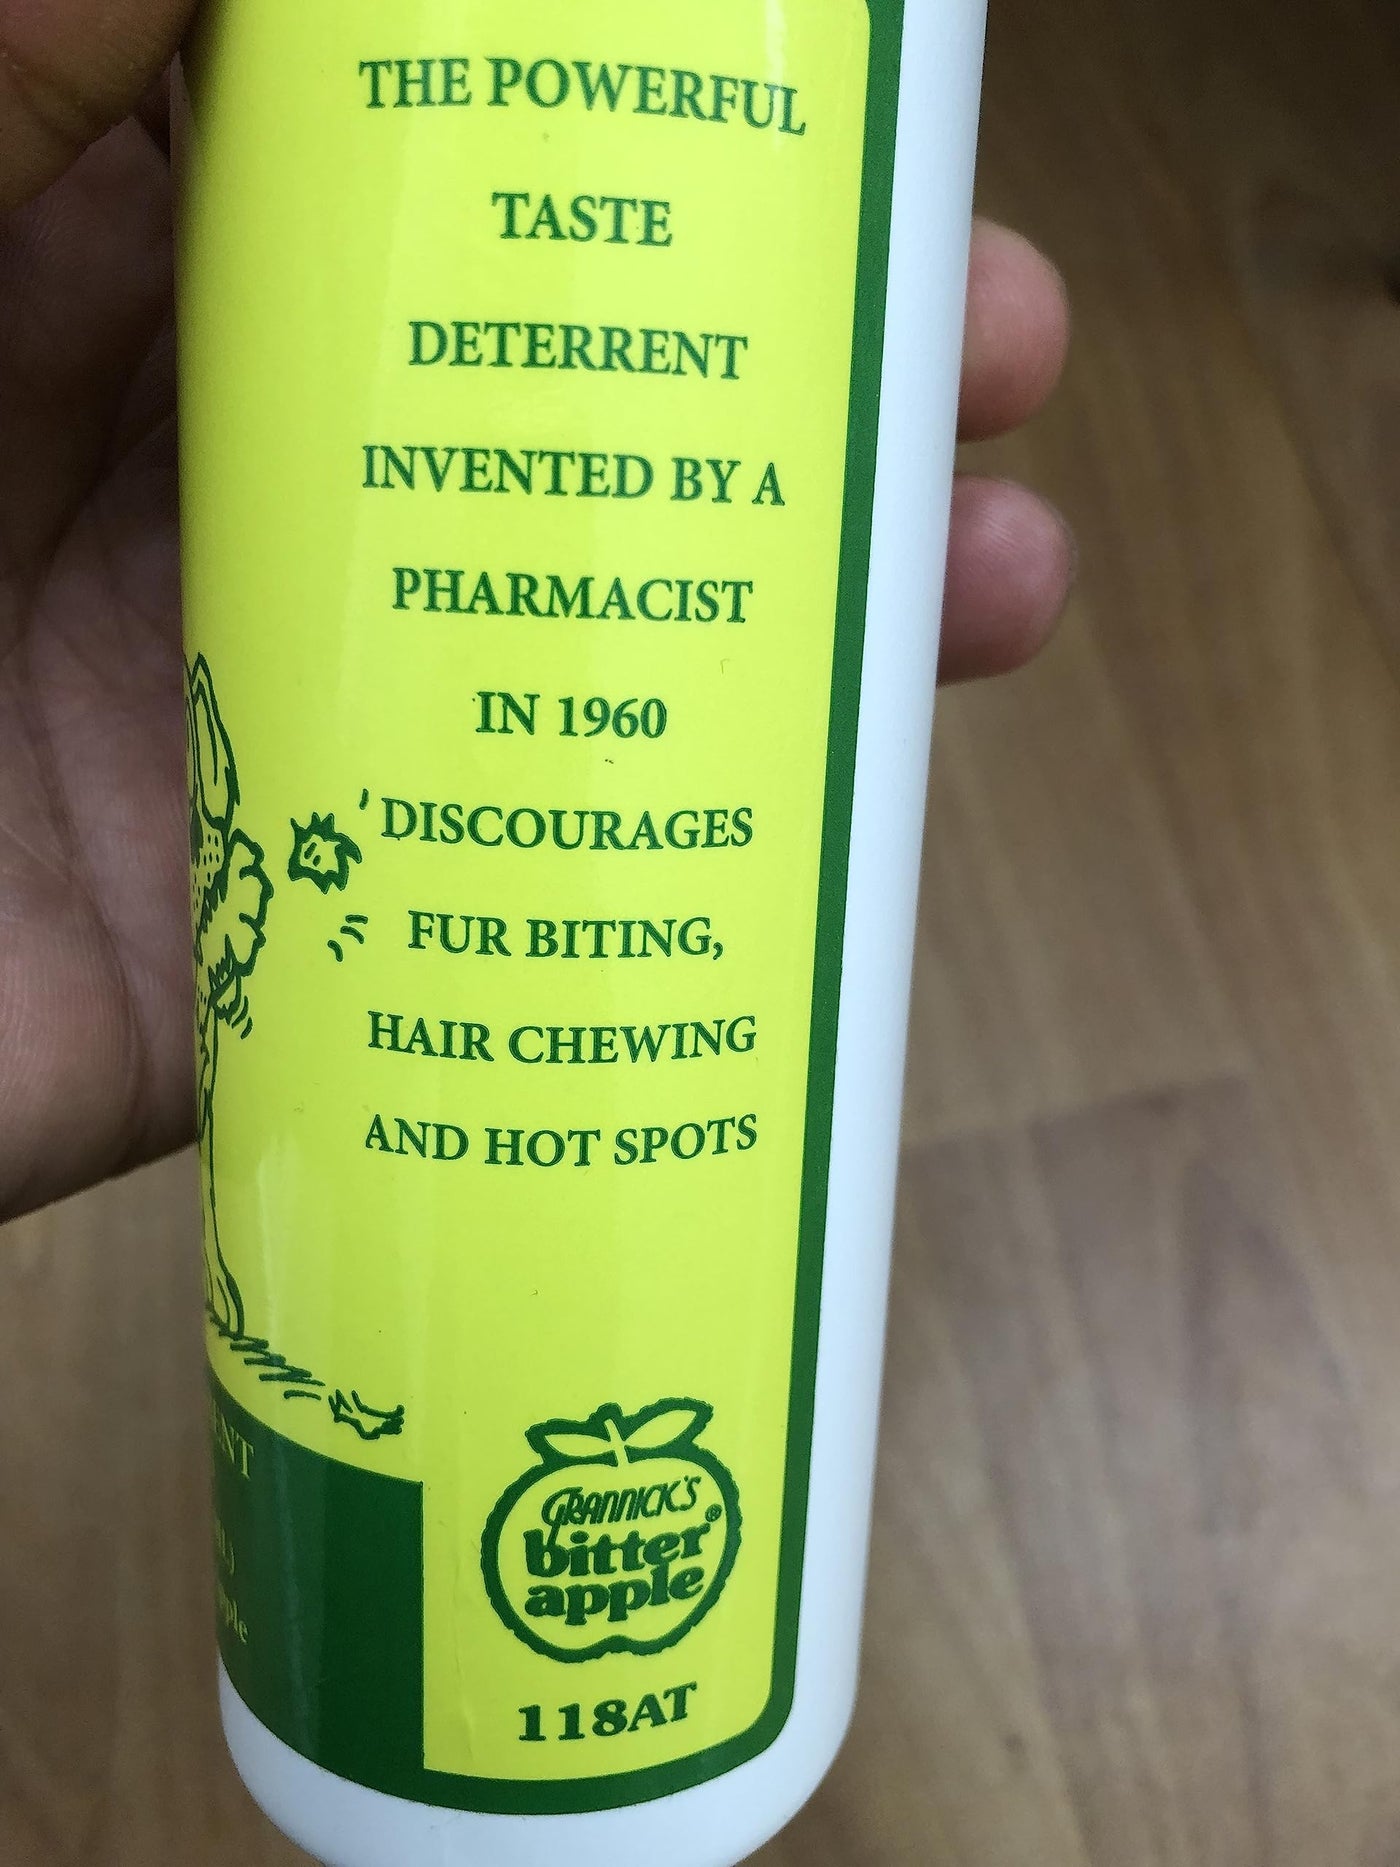 THE POWERFUL
TASTE
DETERRENT
INVENTED BY A
PHARMACIST
IN 1960
DISCOURAGES
FUR BITING,
HAIR CHEWING
AND HOT SPOTS
GRANNICK'S
bitter®
apple
118AT